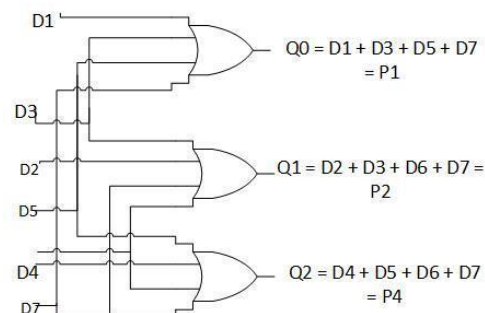 D1
Q0 = D1 + D3 + D5 + D7
= P1
D3
D2
Q1 = D2 + D3 + D6 + D7 =
P2
D5
D4
Q2 = D4 + D5 + D6 + D7
= P4
D7